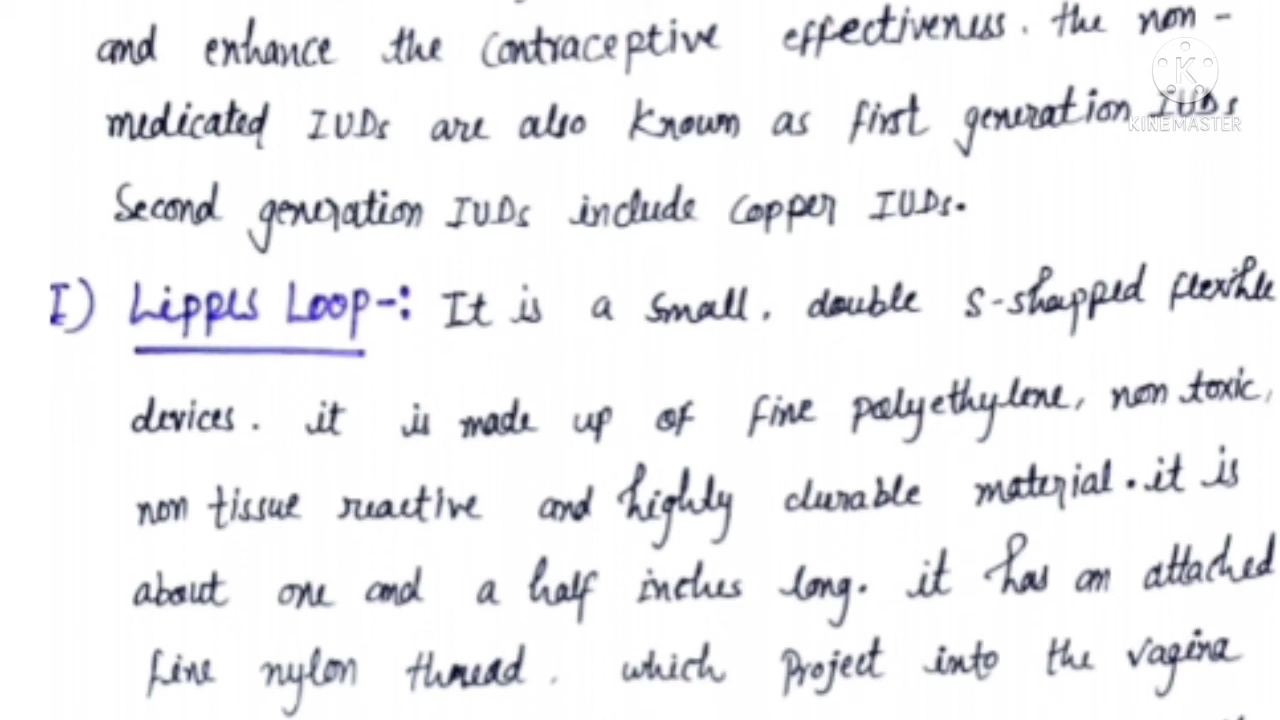 and enhance the contraceptive effectiveness. the non-
medicated IUDs are also known as first generation IUDs
Second generation IUDs include copper IUDs.
I) Lippes Loop-: It is a small. double s-shapped flexible
devices. it is made up of fine polyethylene, non toxic,
non tissue reactive and highly durable material. it is
about one and a half inches long. it has an attached
fine nylon thread. which Project into the vagina
K
KINEMASTER